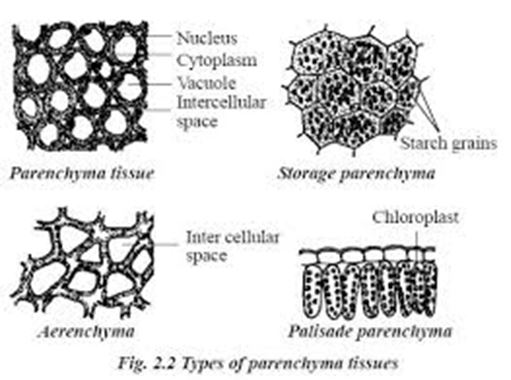 Nucleus
Cytoplasm
Vacuole
Intercellular
space
Starch grains
Parenchyma tissue
Storage parenchyma
Inter cellular
space
Chloroplast
Aerenchyma
Palisade parenchyma
Fig. 2.2 Types of parenchyma tissues